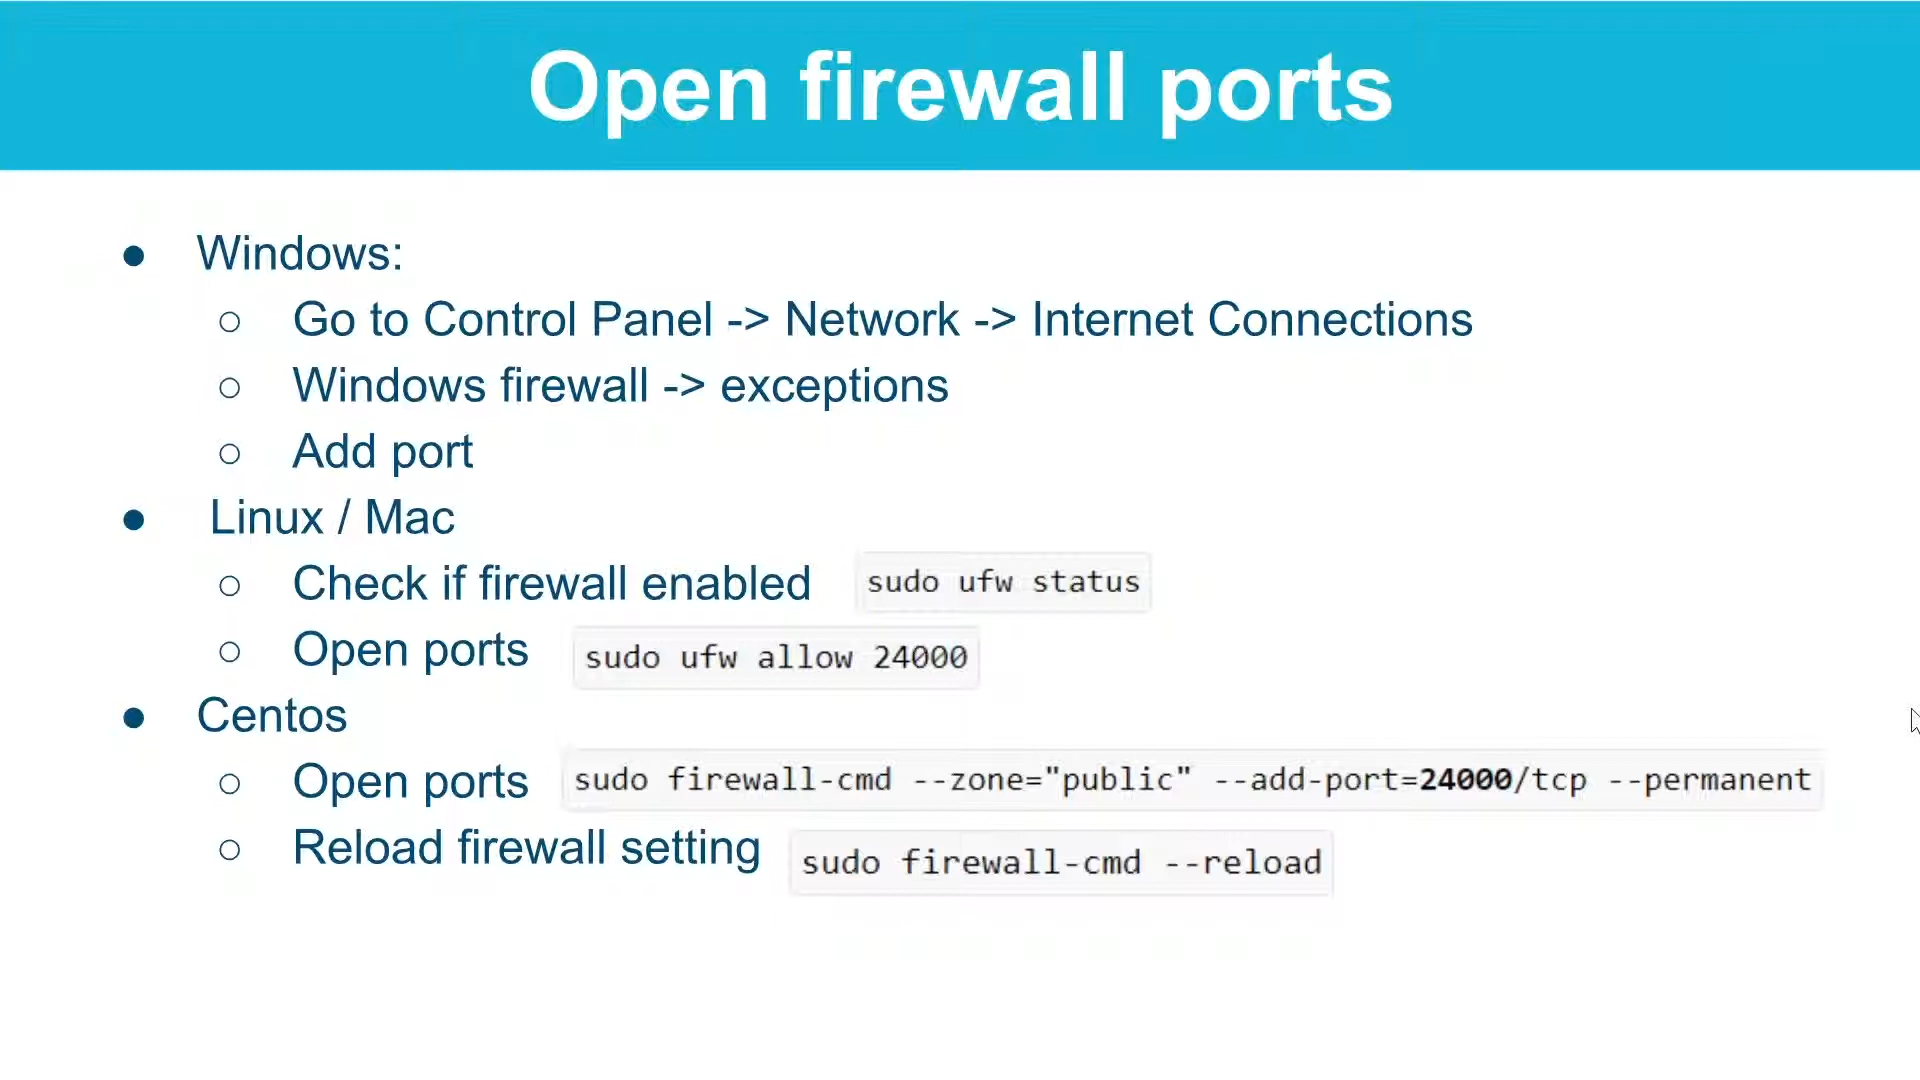 Open firewall ports
● Windows:
○ Go to Control Panel -> Network -> Internet Connections
○ Windows firewall -> exceptions
○ Add port
● Linux / Mac
○ Check if firewall enabled sudo ufw status
○ Open ports sudo ufw allow 24000
● Centos
○ Open ports sudo firewall-cmd --zone="public" --add-port=24000/tcp --permanent
○ Reload firewall setting sudo firewall-cmd --reload